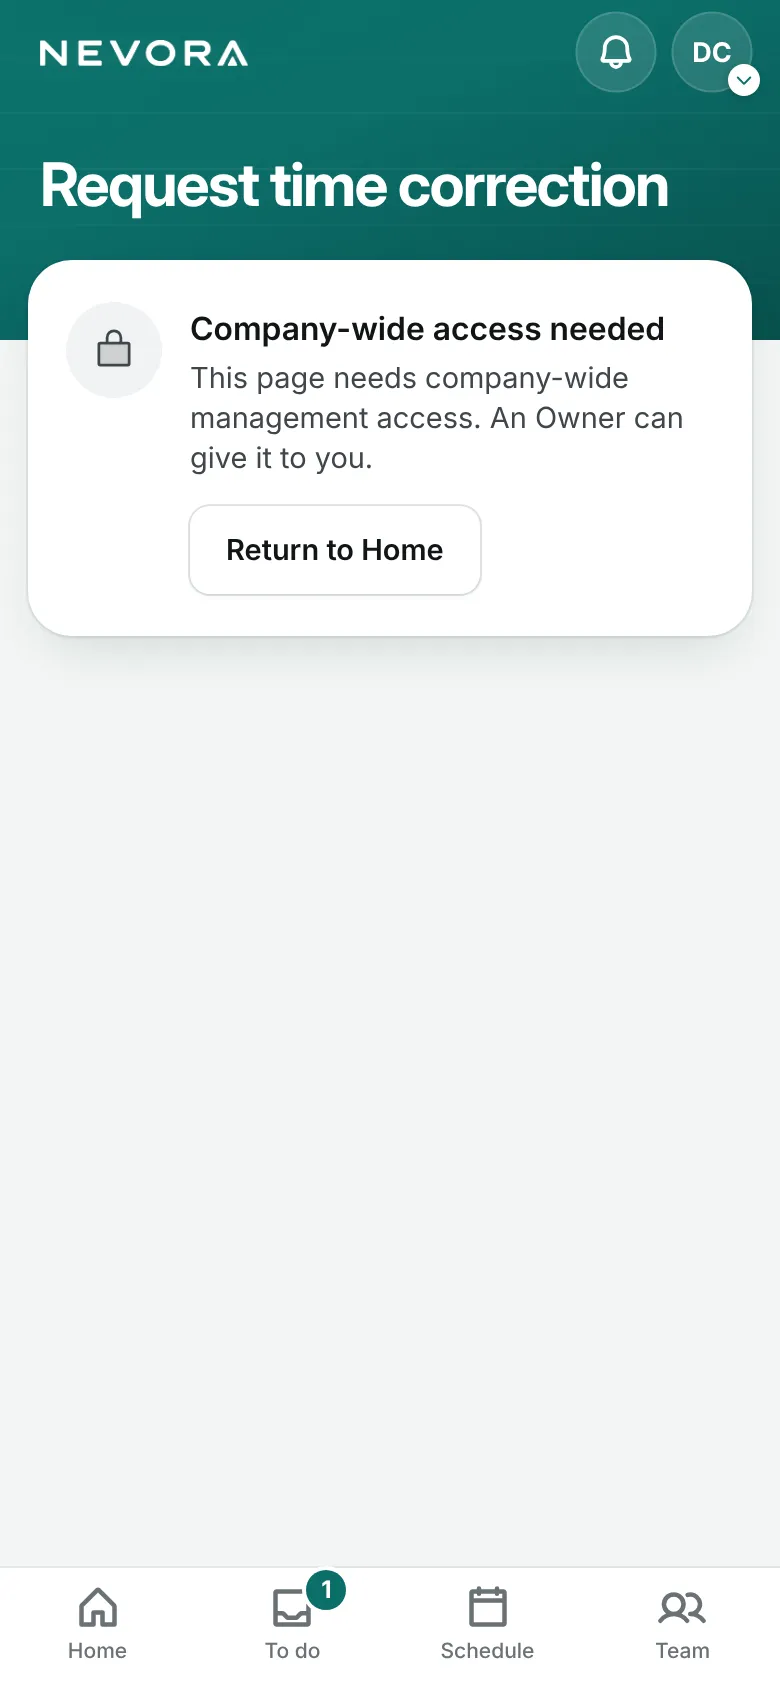 NEVORA
DC
Request time correction
Company-wide access needed
This page needs company-wide
management access. An Owner can
give it to you.
Return to Home
1
Home
To do
Schedule
Team